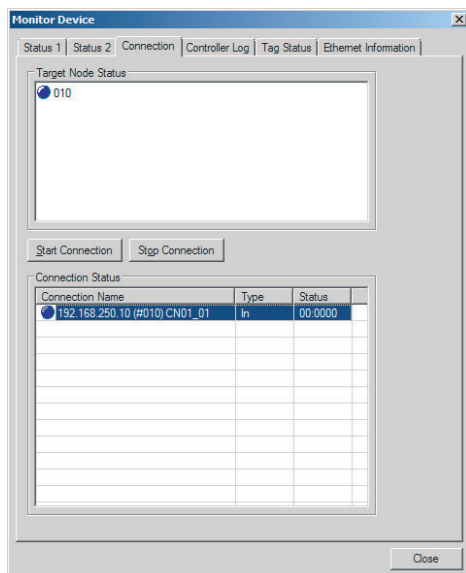 Monitor Device
Status 1 Status 2 Connection Controller Log Tag Status Ethernet Information
Target Node Status
010
Start Connection Stop Connection
Connection Status
Connection Name Type Status
192.168.250.10 (#010) CN01_01 In 00:0000
Close